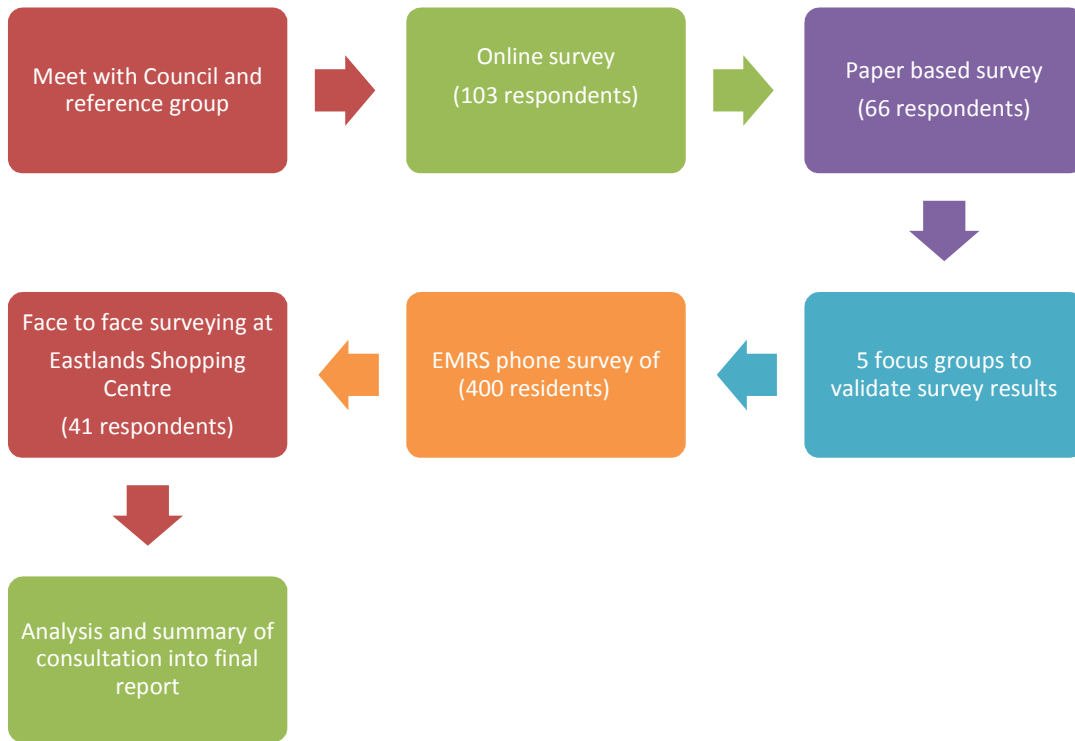 Meet with Council and
reference group
Online survey
(103 respondents)
Paper based survey
(66 respondents)
5 focus groups to
validate survey results
EMRS phone survey of
(400 residents)
Face to face surveying at
Eastlands Shopping
Centre
(41 respondents)
Analysis and summary of
consultation into final
report